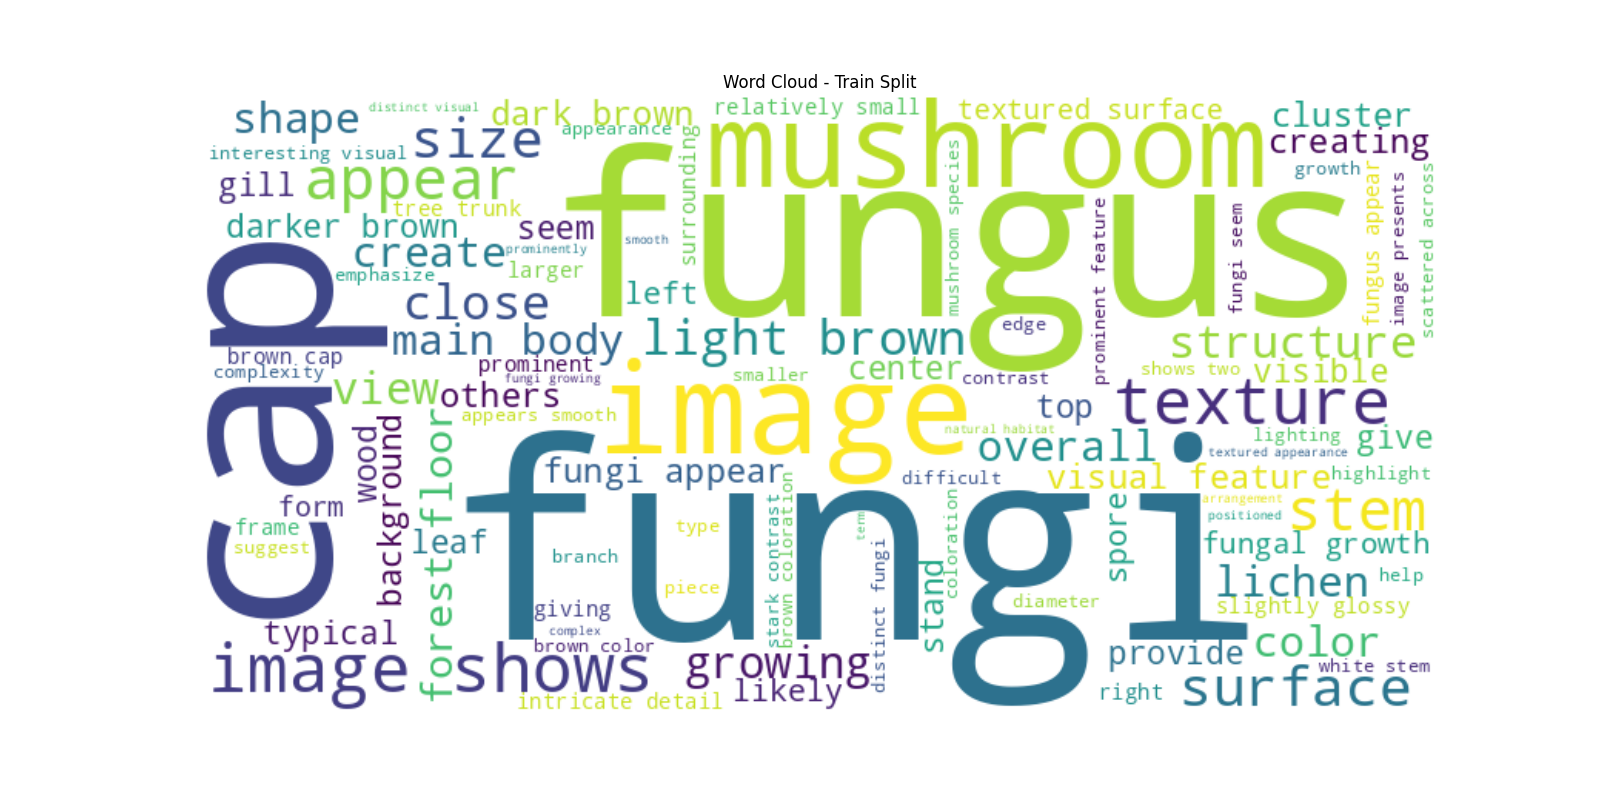 Word Cloud - Train Split
shape
distinct visual
dark brown
relatively small
textured surface
cluster
interesting visual
size
appearance
mushroom
creating
gill
appear
surrounding
fungus
mushroom species
growth
tree trunk
darker brown
seem
smooth
prominent feature
fungi seem
fungus appear
image presents
scattered across
create
prominently
emphasize
larger
close
left
cap
main body
light brown
edge
structure
brown cap
complexity
prominent
fungi growing
smaller
center
contrast
shows two
visible
view
others
image
top
texture
appears smooth
natural habitat
overall
lighting
give
textured appearance
wood
background
forest floor
fungi appear
difficult
visual feature
highlight
form
frame
suggest
leaf
fungi
type
stark contrast
brown coloration
term
distinct fungi
coloration
spore
arrangement
positioned
stem
fungal growth
branch
piece
stand
diameter
lichen
help
slightly glossy
giving
complex
typical
brown color
image shows
growing
likely
intricate detail
provide
color
white stem
right
surface